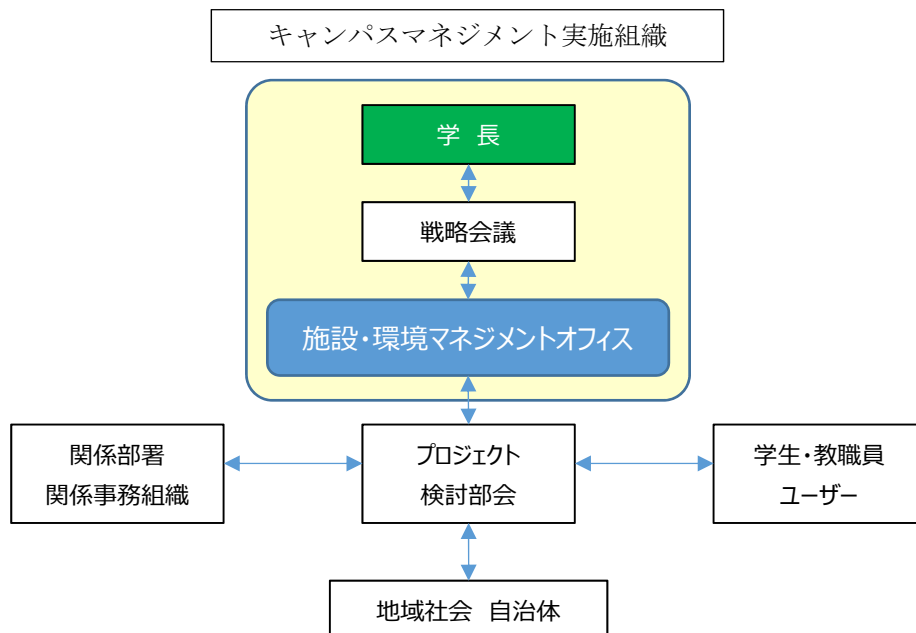 キャンパスマネジメント実施組織
学 長
戦略会議
施設・環境マネジメントオフィス
関係部署
関係事務組織
プロジェクト
検討部会
学生・教職員
ユーザー
地域社会 自治体